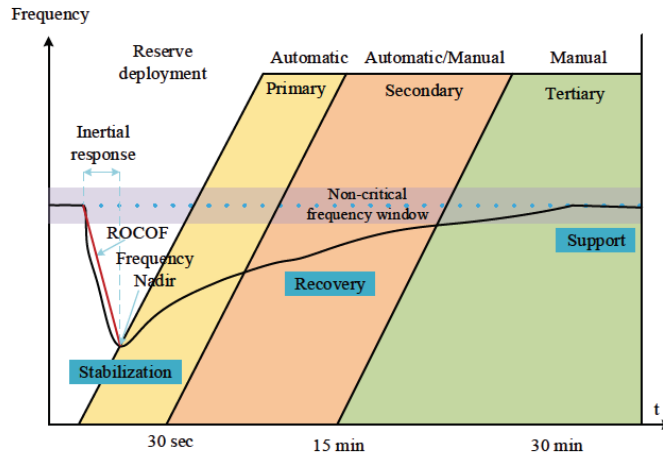 Frequency
Reserve
deployment
Automatic
Automatic/Manual
Manual
Primary
Secondary
Tertiary
Inertial
response
Non-critical
frequency window
ROCOF
Frequency
Nadir
Support
Recovery
Stabilization
t
30 sec
15 min
30 min